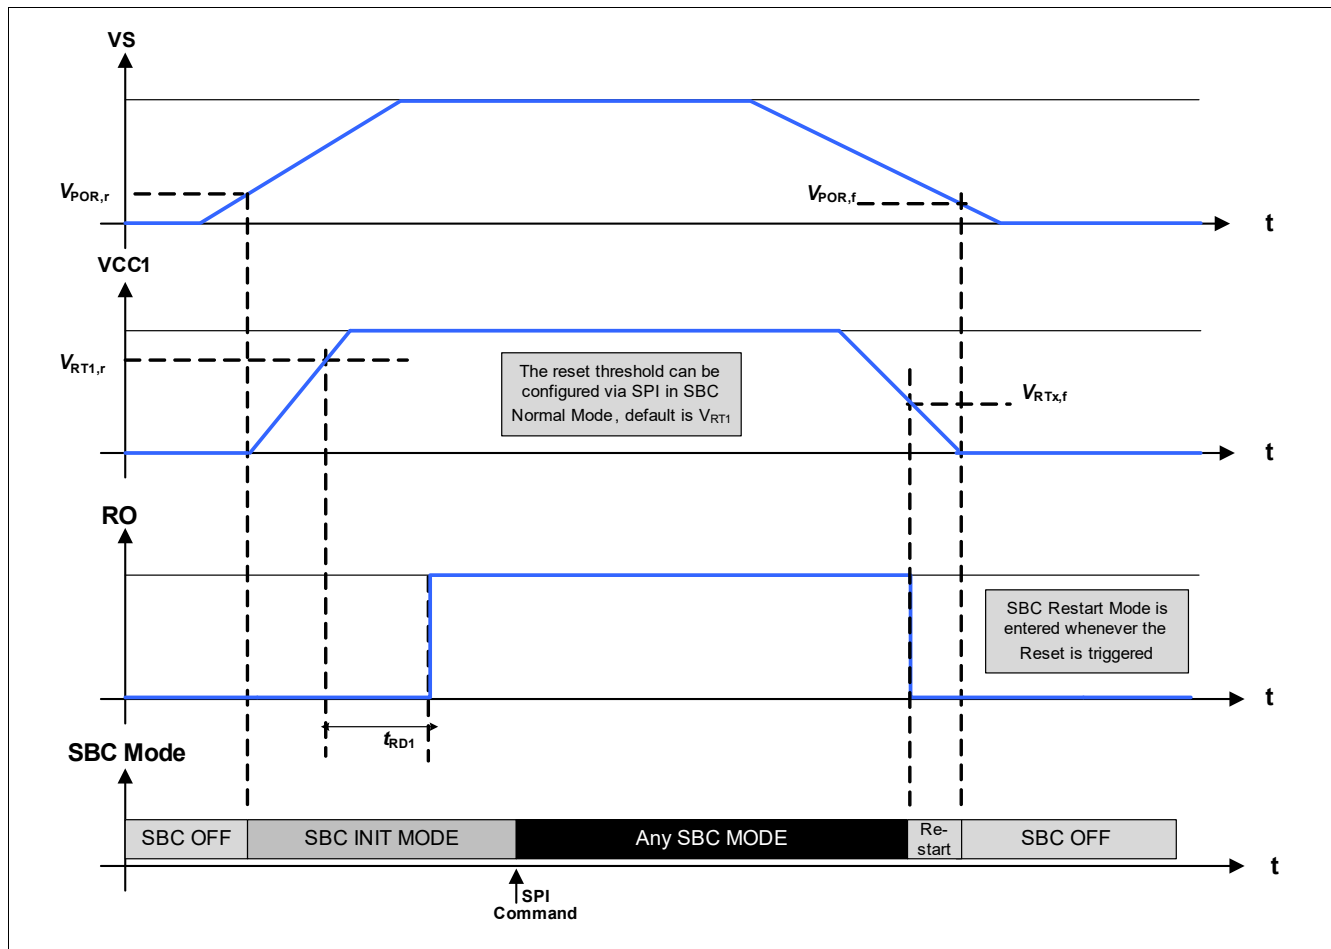 VS
VPOR,r
VPOR,f
t
VCC1
VRT1,r
The reset threshold can be
configured via SPI in SBC
Normal Mode, default is VRT1
VRTx,f
t
RO
SBC Restart Mode is
entered whenever the
Reset is triggered
t
tRD1
SBC Mode
SBC OFF
SBC INIT MODE
Any SBC MODE
Re-
start
SBC OFF
t
SPI
Command